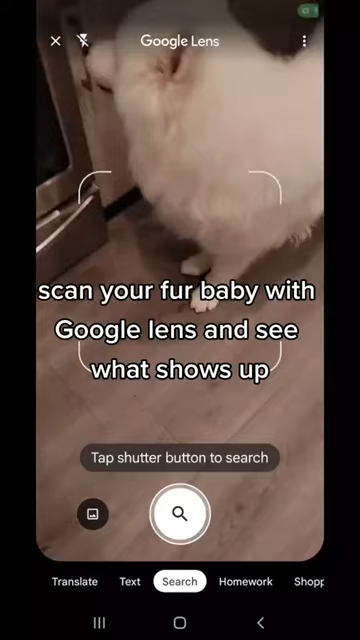 Google Lens
scan your fur baby with
Google lens and see
what shows up
Tap shutter button to search
Translate Text Search Homework Shopp